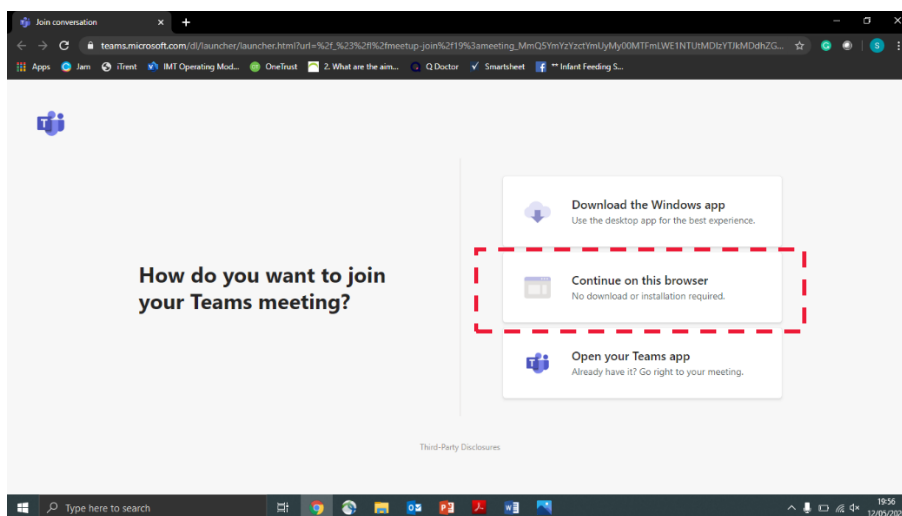 Join conversation
teams.microsoft.com/dl/launcher/launcher.html?url=%2f_%23%2fl%2fmeetup-join%2f19%3ameeting_MmQ5YmYzYzctYmUyMy00MTFmLWE1NTUtMDIzYTJkMDdhZG...
Apps Jam iTrent IMT Operating Mod... OneTrust 2. What are the aim... Q Doctor Smartsheet ** Infant Feeding S...
Download the Windows app
Use the desktop app for the best experience.
How do you want to join
your Teams meeting?
Continue on this browser
No download or installation required.
Open your Teams app
Already have it? Go right to your meeting.
Third-Party Disclosures
Type here to search
19:56
12/05/202